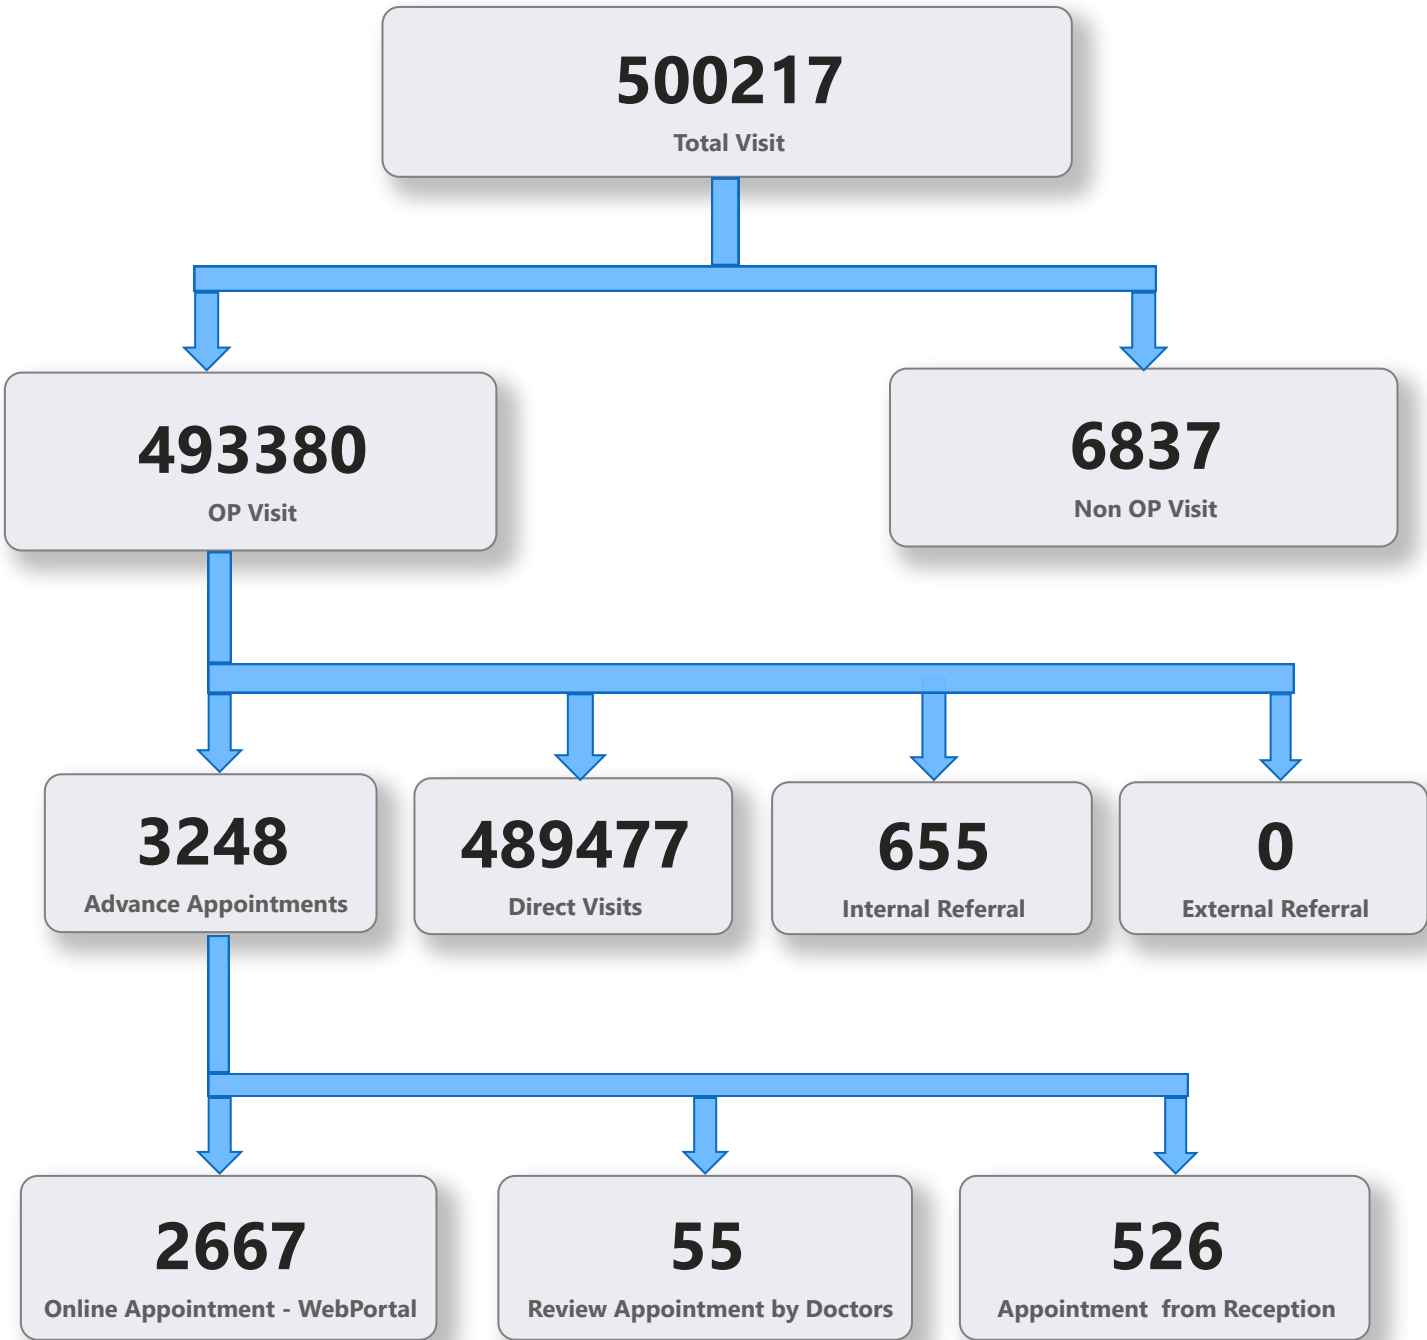 500217
Total Visit
493380
OP Visit
6837
Non OP Visit
3248
Advance Appointments
489477
Direct Visits
655
Internal Referral
0
External Referral
2667
Online Appointment - WebPortal
55
Review Appointment by Doctors
526
Appointment  from Reception